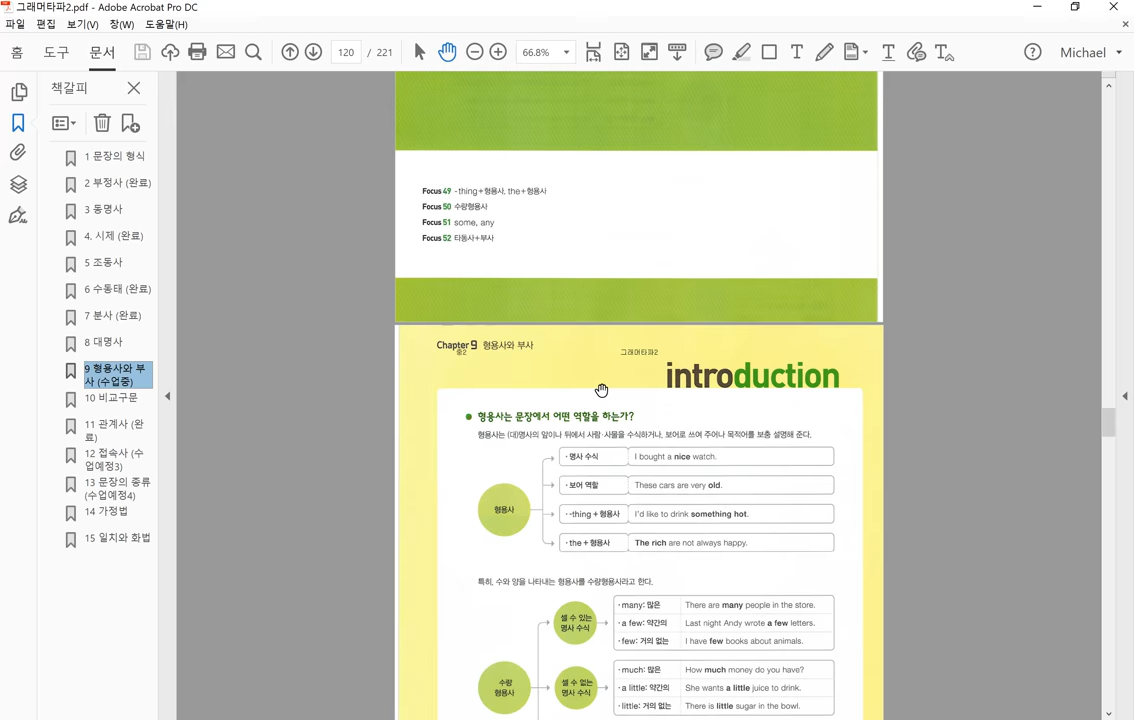 그래머타파2.pdf - Adobe Acrobat Pro DC
파일 편집 보기(V) 창(W) 도움말(H)
홈 도구 문서 120 / 221 66.8% Michael
책갈피
1 문장의 형식
2 부정사 (완료)
3 동명사
4. 시제 (완료)
5 조동사
6 수동태 (완료)
7 분사 (완료)
8 대명사
9 형용사와 부
사 (수업중)
10 비교구문
11 관계사 (완
료)
12 접속사 (수
업예정3)
13 문장의 종류
(수업예정4)
14 가정법
15 일치와 화법
Focus 49 -thing+형용사, the+형용사
Focus 50 수량형용사
Focus 51 some, any
Focus 52 타동사+부사
Chapter 9 형용사와 부사
중2 그래머타파2
introduction
형용사는 문장에서 어떤 역할을 하는가?
형용사는 (대)명사의 앞이나 뒤에서 사람·사물을 수식하거나, 보어로 쓰여 주어나 목적어를 보충 설명해 준다.
형용사
·명사 수식 I bought a nice watch.
·보어 역할 These cars are very old.
·-thing + 형용사 I'd like to drink something hot.
·the + 형용사 The rich are not always happy.
특히, 수와 양을 나타내는 형용사를 수량형용사라고 한다.
수량
형용사
셀 수 있는
명사 수식
·many: 많은 There are many people in the store.
·a few: 약간의 Last night Andy wrote a few letters.
·few: 거의 없는 I have few books about animals.
셀 수 없는
명사 수식
·much: 많은 How much money do you have?
·a little: 약간의 She wants a little juice to drink.
·little: 거의 없는 There is little sugar in the bowl.